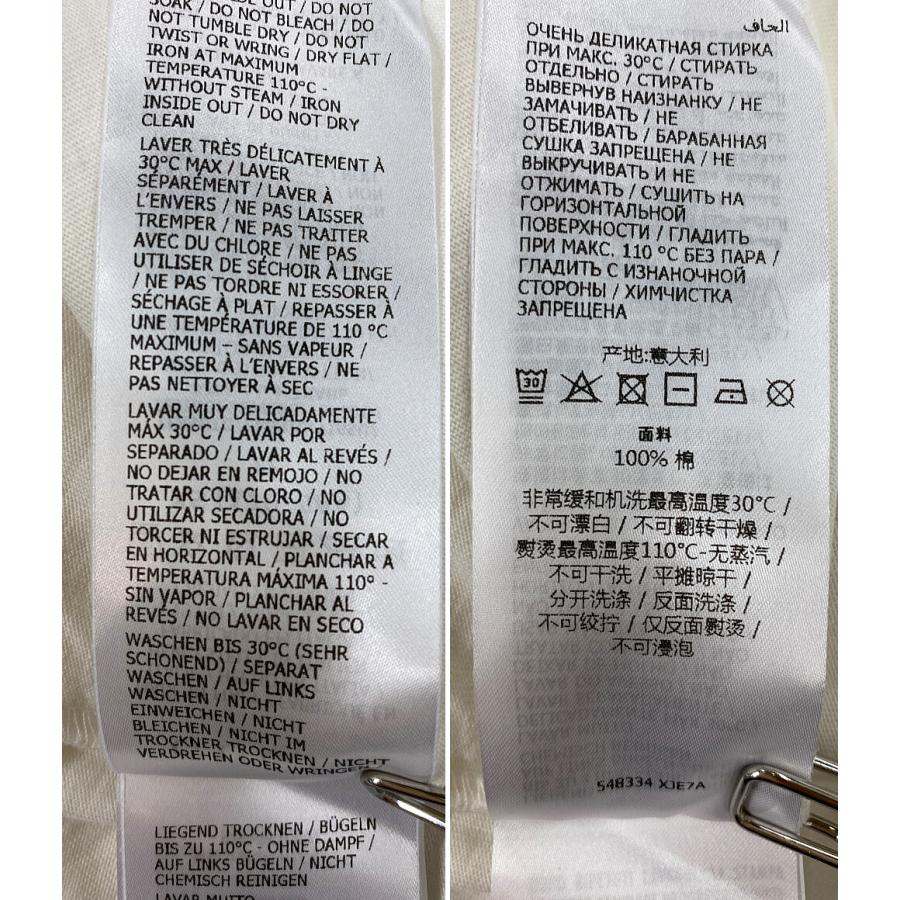 SIDE OUT / DO NOT
SOAK / DO NOT BLEACH / DO
NOT TUMBLE DRY / DO NOT
TWIST OR WRING / DRY FLAT /
IRON AT MAXIMUM
TEMPERATURE 110°C -
WITHOUT STEAM / IRON
INSIDE OUT / DO NOT DRY
CLEAN
LAVER TRÈS DÉLICATEMENT À
30°C MAX / LAVER
SÉPARÉMENT / LAVER À
L'ENVERS / NE PAS LAISSER
TREMPER / NE PAS TRAITER
AVEC DU CHLORE / NE PAS
UTILISER DE SÉCHOIR À LINGE
/ NE PAS TORDRE NI ESSORER /
SÉCHAGE À PLAT / REPASSER À
UNE TEMPÉRATURE DE 110 °C
MAXIMUM – SANS VAPEUR /
REPASSER À L'ENVERS / NE
PAS NETTOYER À SEC
LAVAR MUY DELICADAMENTE
MÁX 30°C / LAVAR POR
SEPARADO / LAVAR AL REVÉS /
NO DEJAR EN REMOJO / NO
TRATAR CON CLORO / NO
UTILIZAR SECADORA / NO
TORCER NI ESTRUJAR / SECAR
EN HORIZONTAL / PLANCHAR A
TEMPERATURA MÁXIMA 110° -
SIN VAPOR / PLANCHAR AL
REVÉS / NO LAVAR EN SECO
WASCHEN BIS 30°C (SEHR
SCHONEND) / SEPARAT
WASCHEN / AUF LINKS
WASCHEN / NICHT
EINWEICHEN / NICHT
BLEICHEN / NICHT IM
TROCKNER TROCKNEN / NICHT
VERDREHEN ODER WRINGEN
LIEGEND TROCKNEN / BÜGELN
BIS ZU 110°C - OHNE DAMPF /
AUF LINKS BÜGELN / NICHT
CHEMISCH REINIGEN
LAVAR MUITO
الجاف
ОЧЕНЬ ДЕЛИКАТНАЯ СТИРКА
ПРИ МАКС. 30°C / СТИРАТЬ
ОТДЕЛЬНО / СТИРАТЬ
ВЫВЕРНУВ НАИЗНАНКУ / НЕ
ЗАМАЧИВАТЬ / НЕ
ОТБЕЛИВАТЬ / БАРАБАННАЯ
СУШКА ЗАПРЕЩЕНА / НЕ
ВЫКРУЧИВАТЬ И НЕ
ОТЖИМАТЬ / СУШИТЬ НА
ГОРИЗОНТАЛЬНОЙ
ПОВЕРХНОСТИ / ГЛАДИТЬ
ПРИ МАКС. 110 °C БЕЗ ПАРА /
ГЛАДИТЬ С ИЗНАНОЧНОЙ
СТОРОНЫ / ХИМЧИСТКА
ЗАПРЕЩЕНА
产地:意大利
30
面料
100% 棉
非常缓和机洗最高温度30°C /
不可漂白 / 不可翻转干燥 /
熨烫最高温度110°C-无蒸汽 /
不可干洗 / 平摊晾干 /
分开洗涤 / 反面洗涤 /
不可绞拧 / 仅反面熨烫 /
不可浸泡
548334 XJE7A